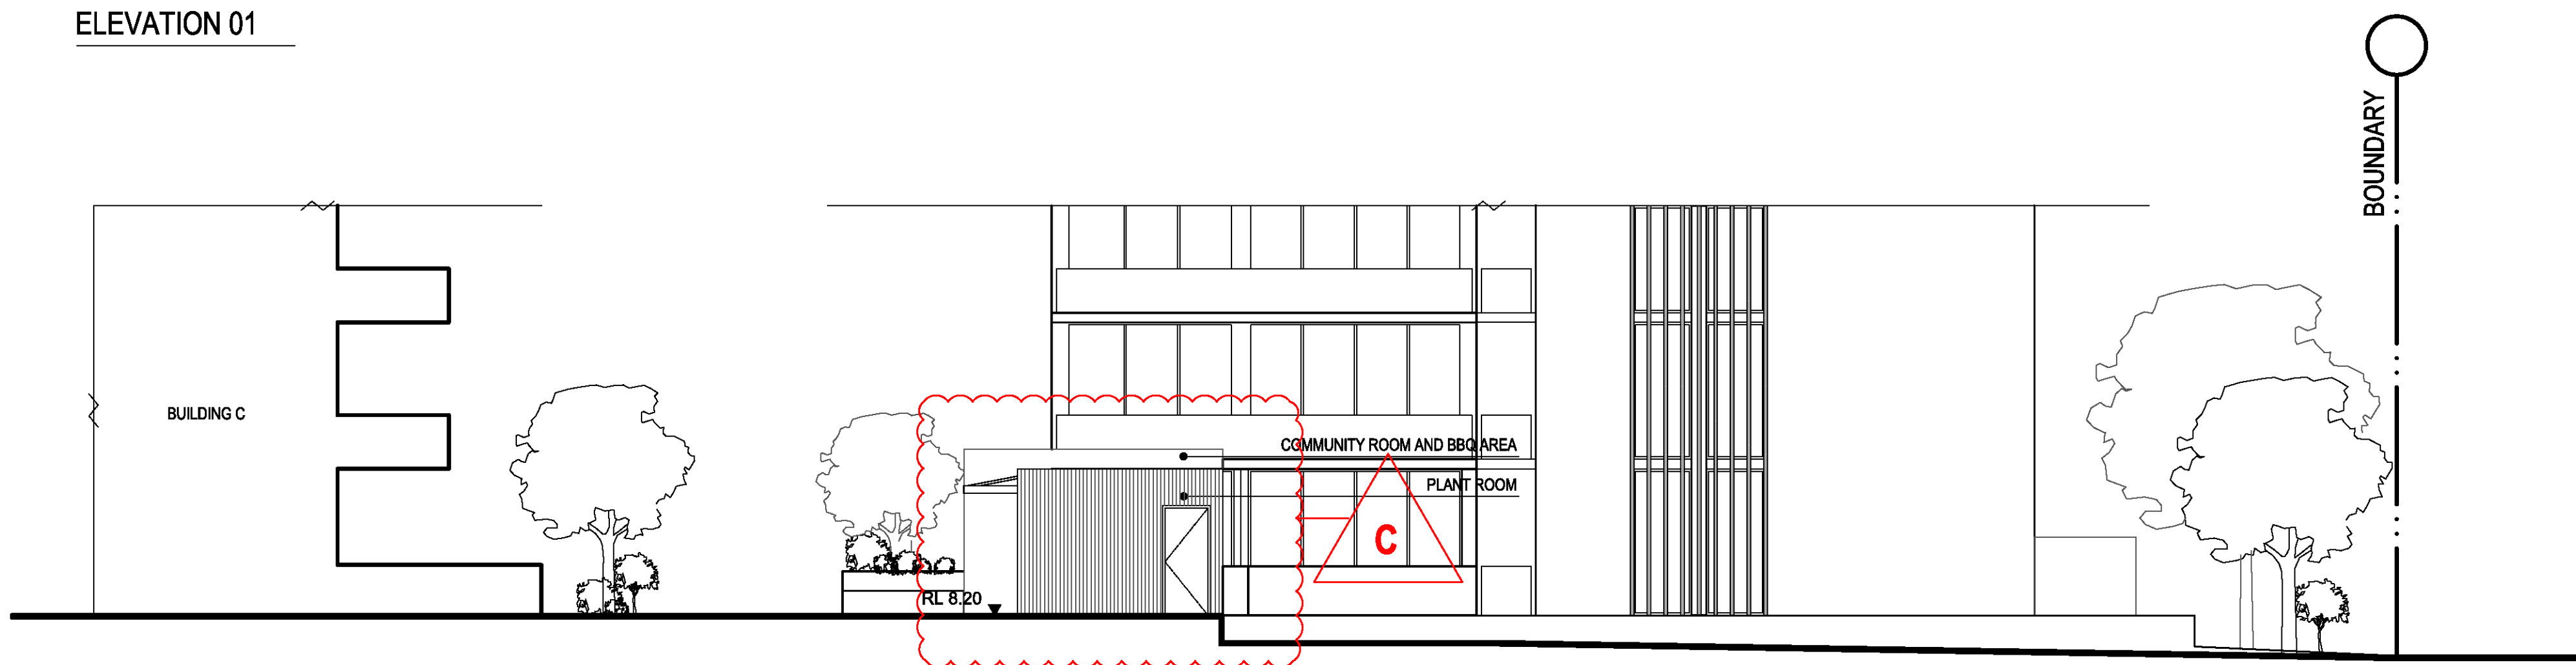 ELEVATION 01
BOUNDARY
BUILDING C
COMMUNITY ROOM AND BBQ AREA
PLANT ROOM
C
RL 8.20